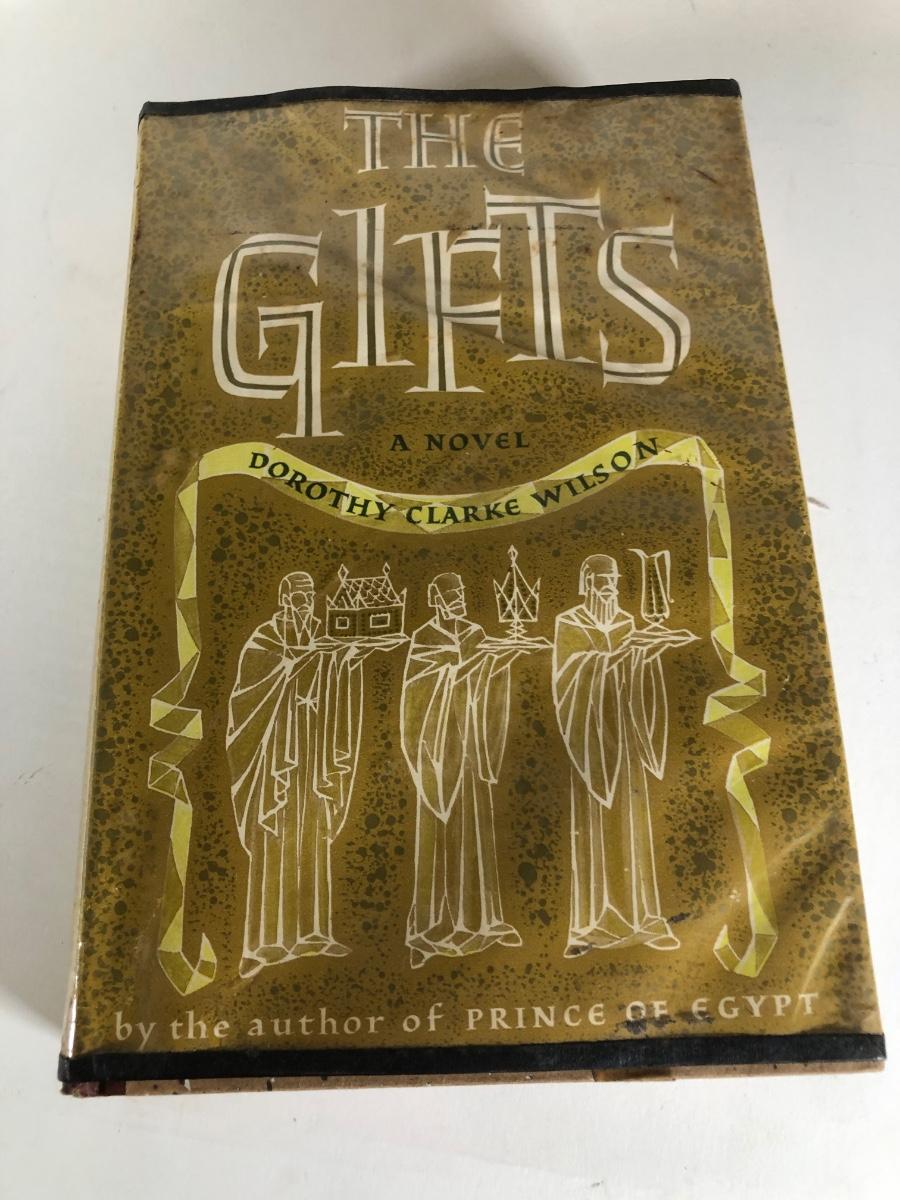 THE
GIFTS
A NOVEL
DOROTHY CLARKE WILSON
by the author of PRINCE OF EGYPT